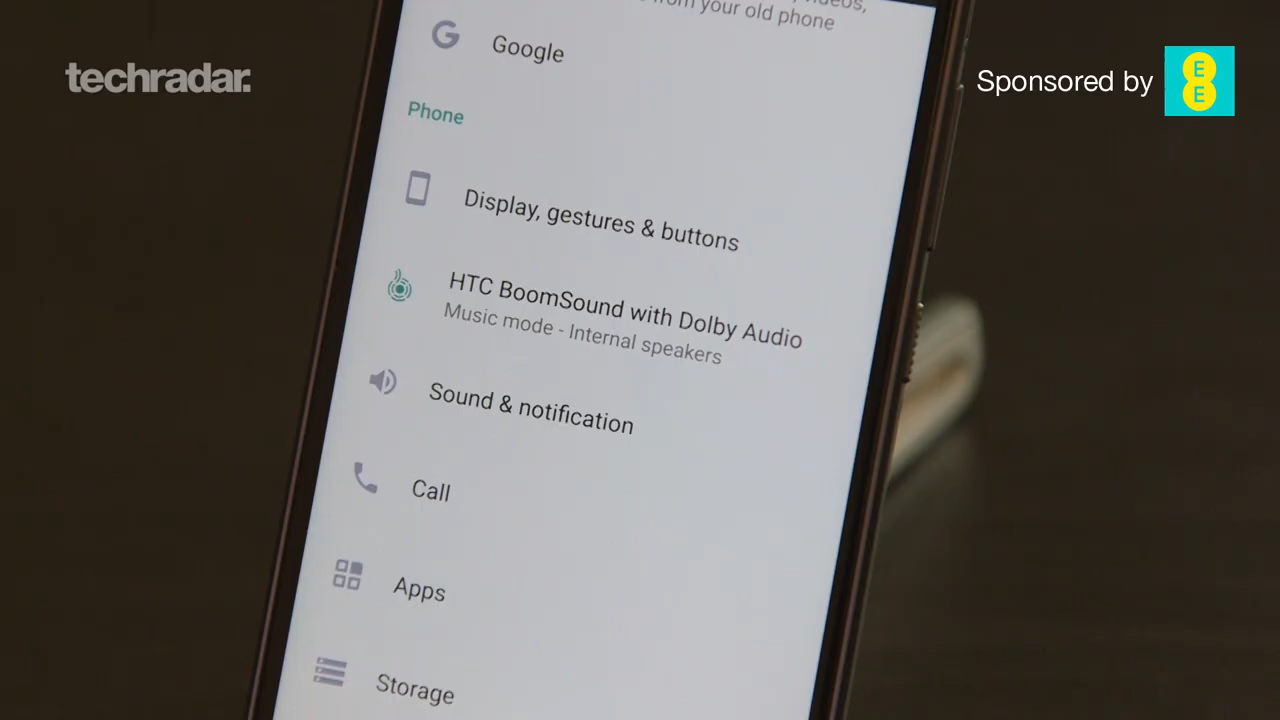 videos,
from your old phone
Google
techradar.
Sponsored by
E
E
Phone
Display, gestures & buttons
HTC BoomSound with Dolby Audio
Music mode - Internal speakers
Sound & notification
Call
Apps
Storage